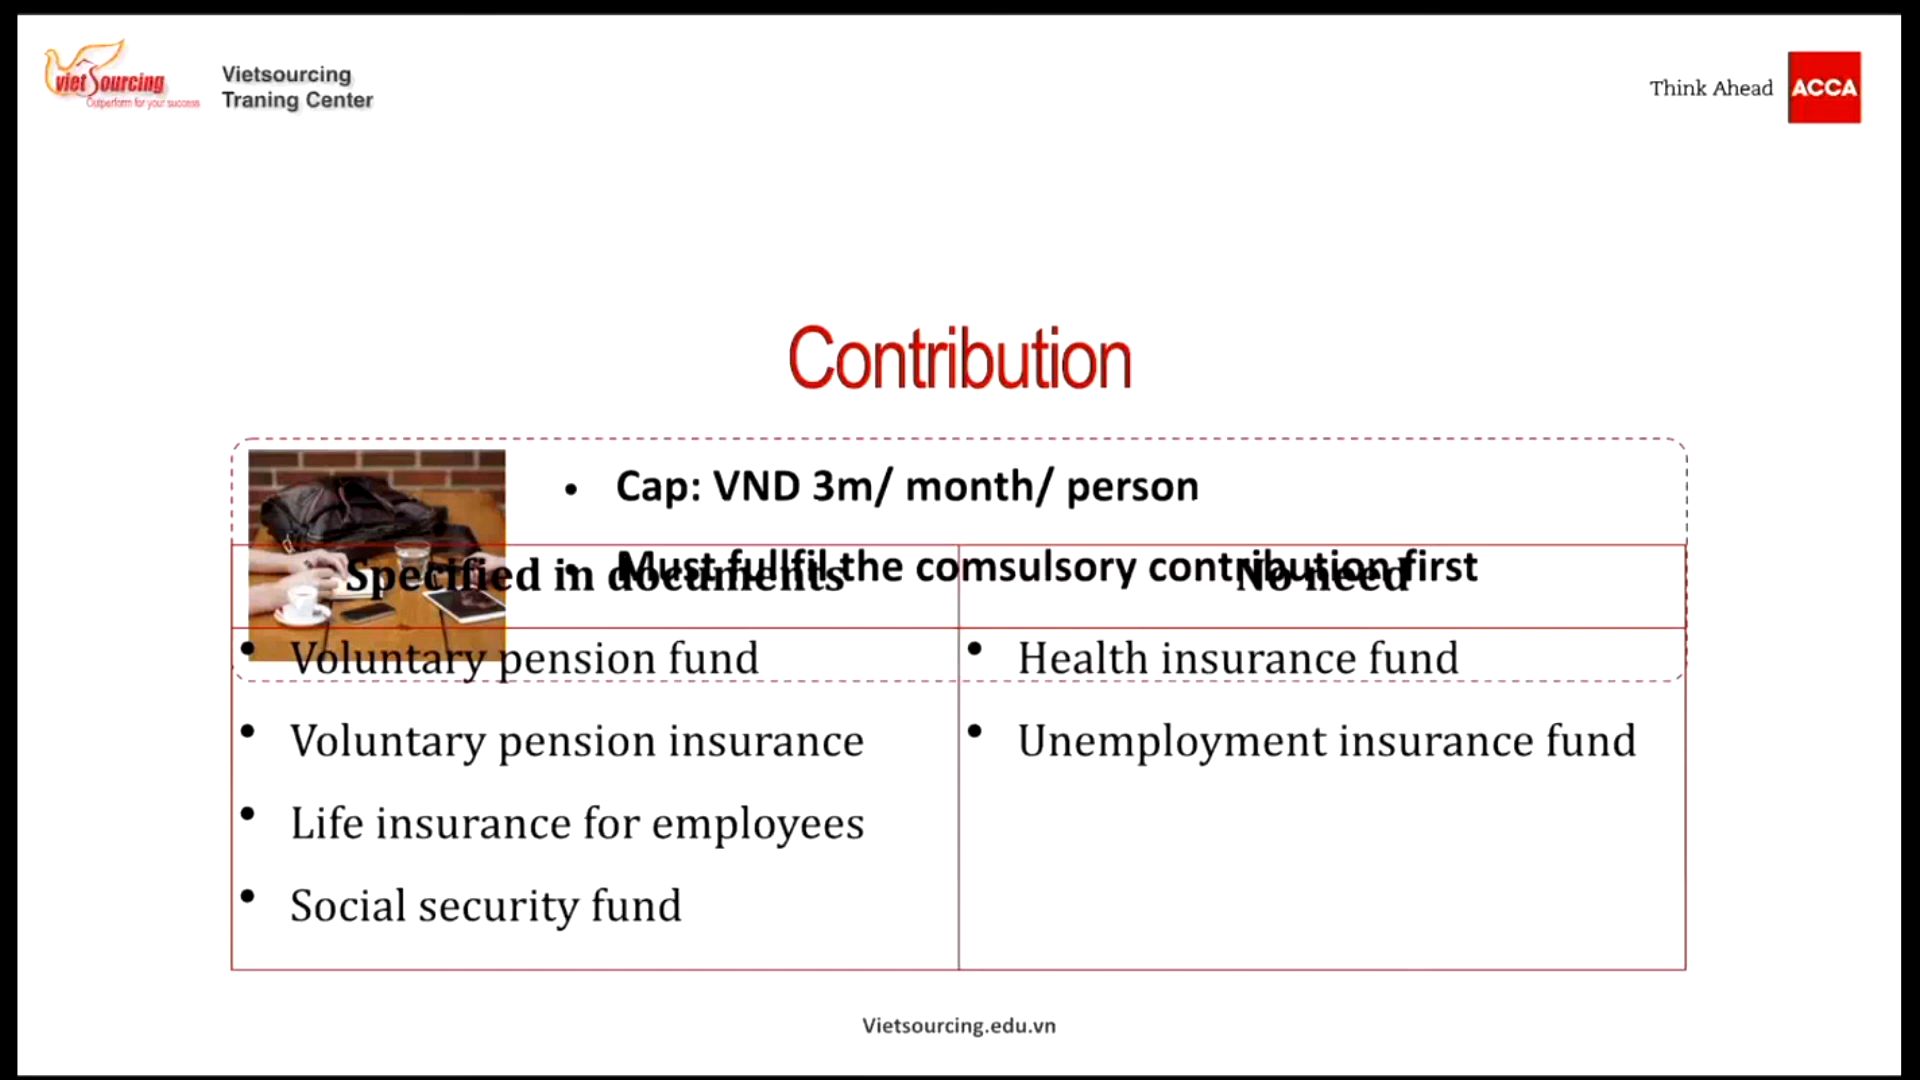 viet Sourcing
Outperform for your success
Vietsourcing
Traning Center
Think Ahead
ACCA
Contribution
• Cap: VND 3m/ month/ person
• Must fullfil the comsulsory contribution first
Specified in documents
No need
• Voluntary pension fund
• Voluntary pension insurance
• Life insurance for employees
• Social security fund
• Health insurance fund
• Unemployment insurance fund
Vietsourcing.edu.vn